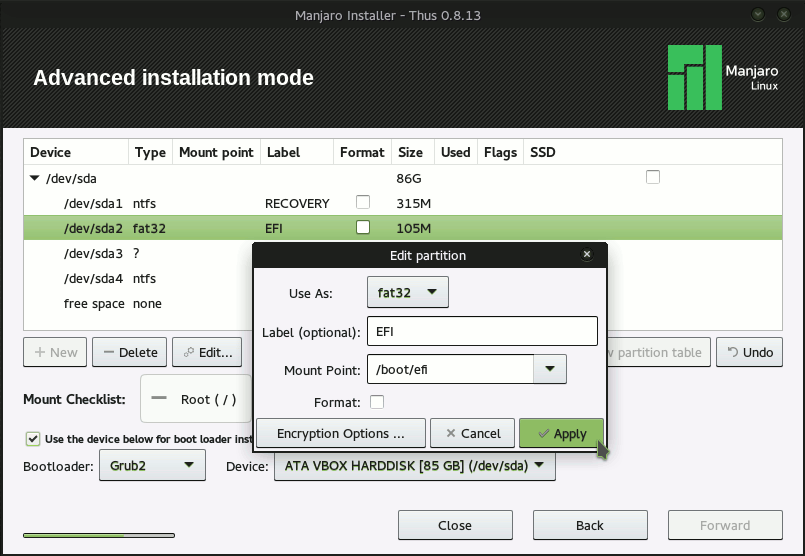 Manjaro Installer - Thus 0.8.13
Advanced installation mode
Manjaro
Linux
Device Type Mount point Label Format Size Used Flags SSD
/dev/sda 86G
/dev/sda1 ntfs RECOVERY 315M
/dev/sda2 fat32 EFI 105M
/dev/sda3 ?
/dev/sda4 ntfs
free space none
Edit partition
Use As: fat32
Label (optional): EFI
Mount Point: /boot/efi
Format:
Encryption Options ... Cancel Apply
New Delete Edit... partition table Undo
Mount Checklist: Root ( / )
Use the device below for boot loader
Bootloader: Grub2 Device: ATA VBOX HARDDISK [85 GB] (/dev/sda)
Close Back Forward